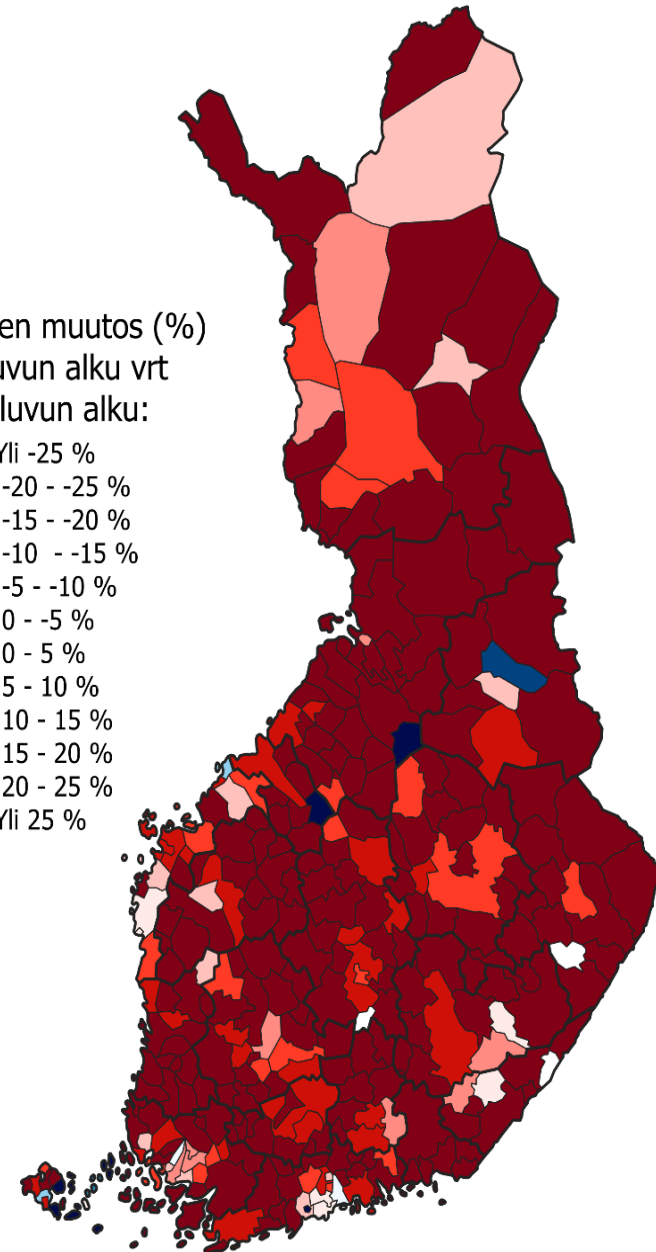 en muutos (%)
uvun alku vrt
luvun alku:
Yli -25 %
-20 - -25 %
-15 - -20 %
-10 - -15 %
-5 - -10 %
0 - -5 %
0 - 5 %
5 - 10 %
10 - 15 %
15 - 20 %
20 - 25 %
Yli 25 %